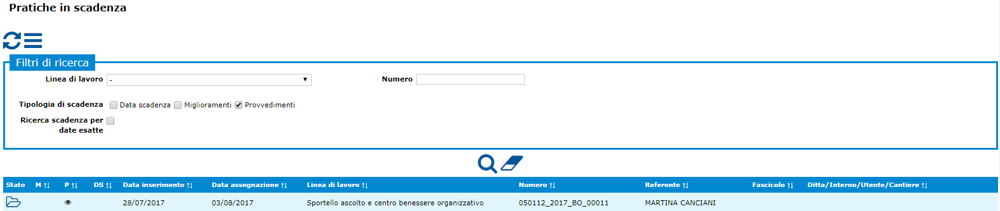 Pratiche in scadenza
Filtri di ricerca
Linea di lavoro - Numero
Tipologia di scadenza Data scadenza Miglioramenti Provvedimenti
Ricerca scadenza per
date esatte
Stato M P DS Data inserimento Data assegnazione Linea di lavoro Numero Referente Fascicolo Ditta/Interno/Utente/Cantiere
28/07/2017 03/08/2017 Sportello ascolto e centro benessere organizzativo 050112_2017_BO_00011 MARTINA CANCIANI